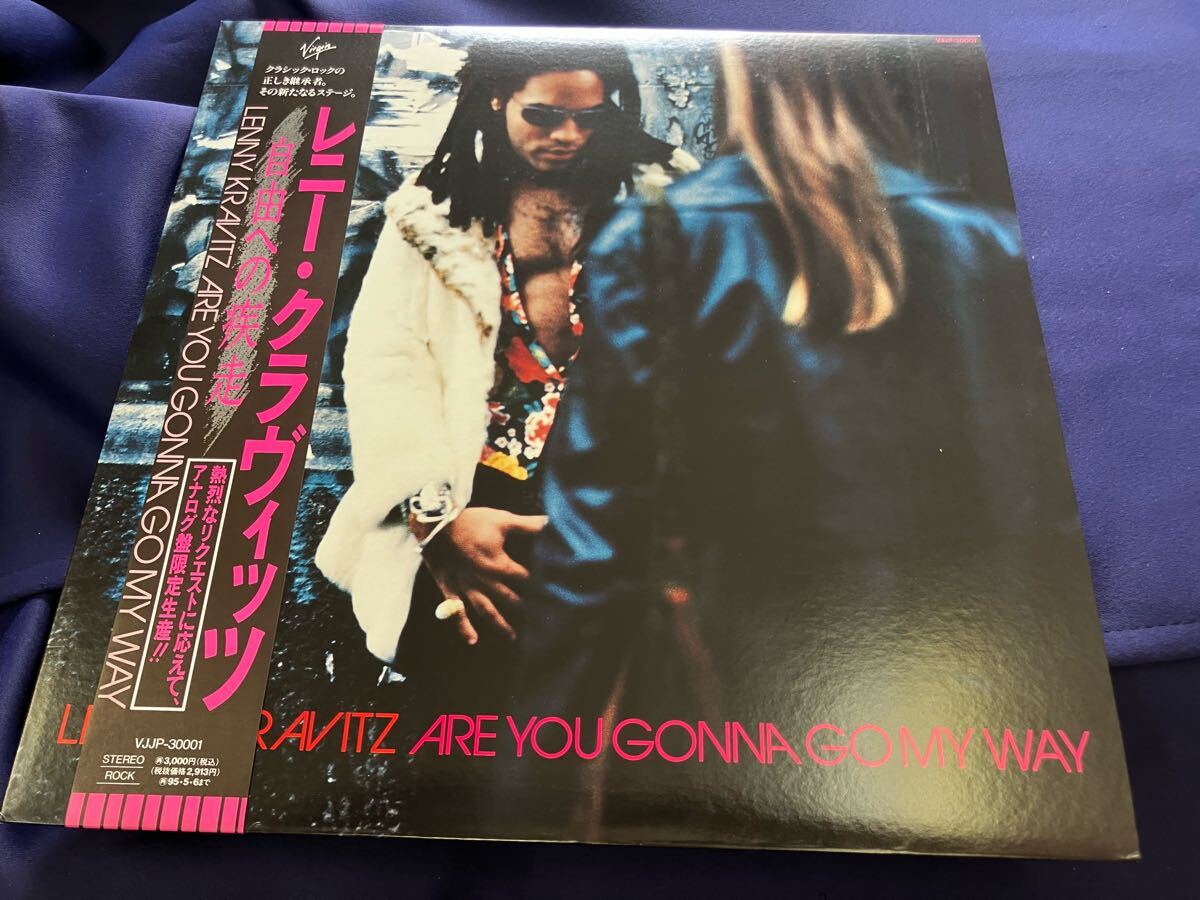 Virgin
クラシック・ロックの
正しき継承者。
その新たなるステージ。
レニー・クラヴィッツ
自由への疾走
LENNY KRAVITZ ARE YOU GONNA GO MY WAY
熱烈なリクエストに応えて、
アナログ盤限定生産!!
VJJP-30001
STEREO
ROCK
㋮3,000円(税込)
(税抜価格2,913円)
㋮95・5・6まで
VJJP-30001
L RAVITZ ARE YOU GONNA GO MY WAY